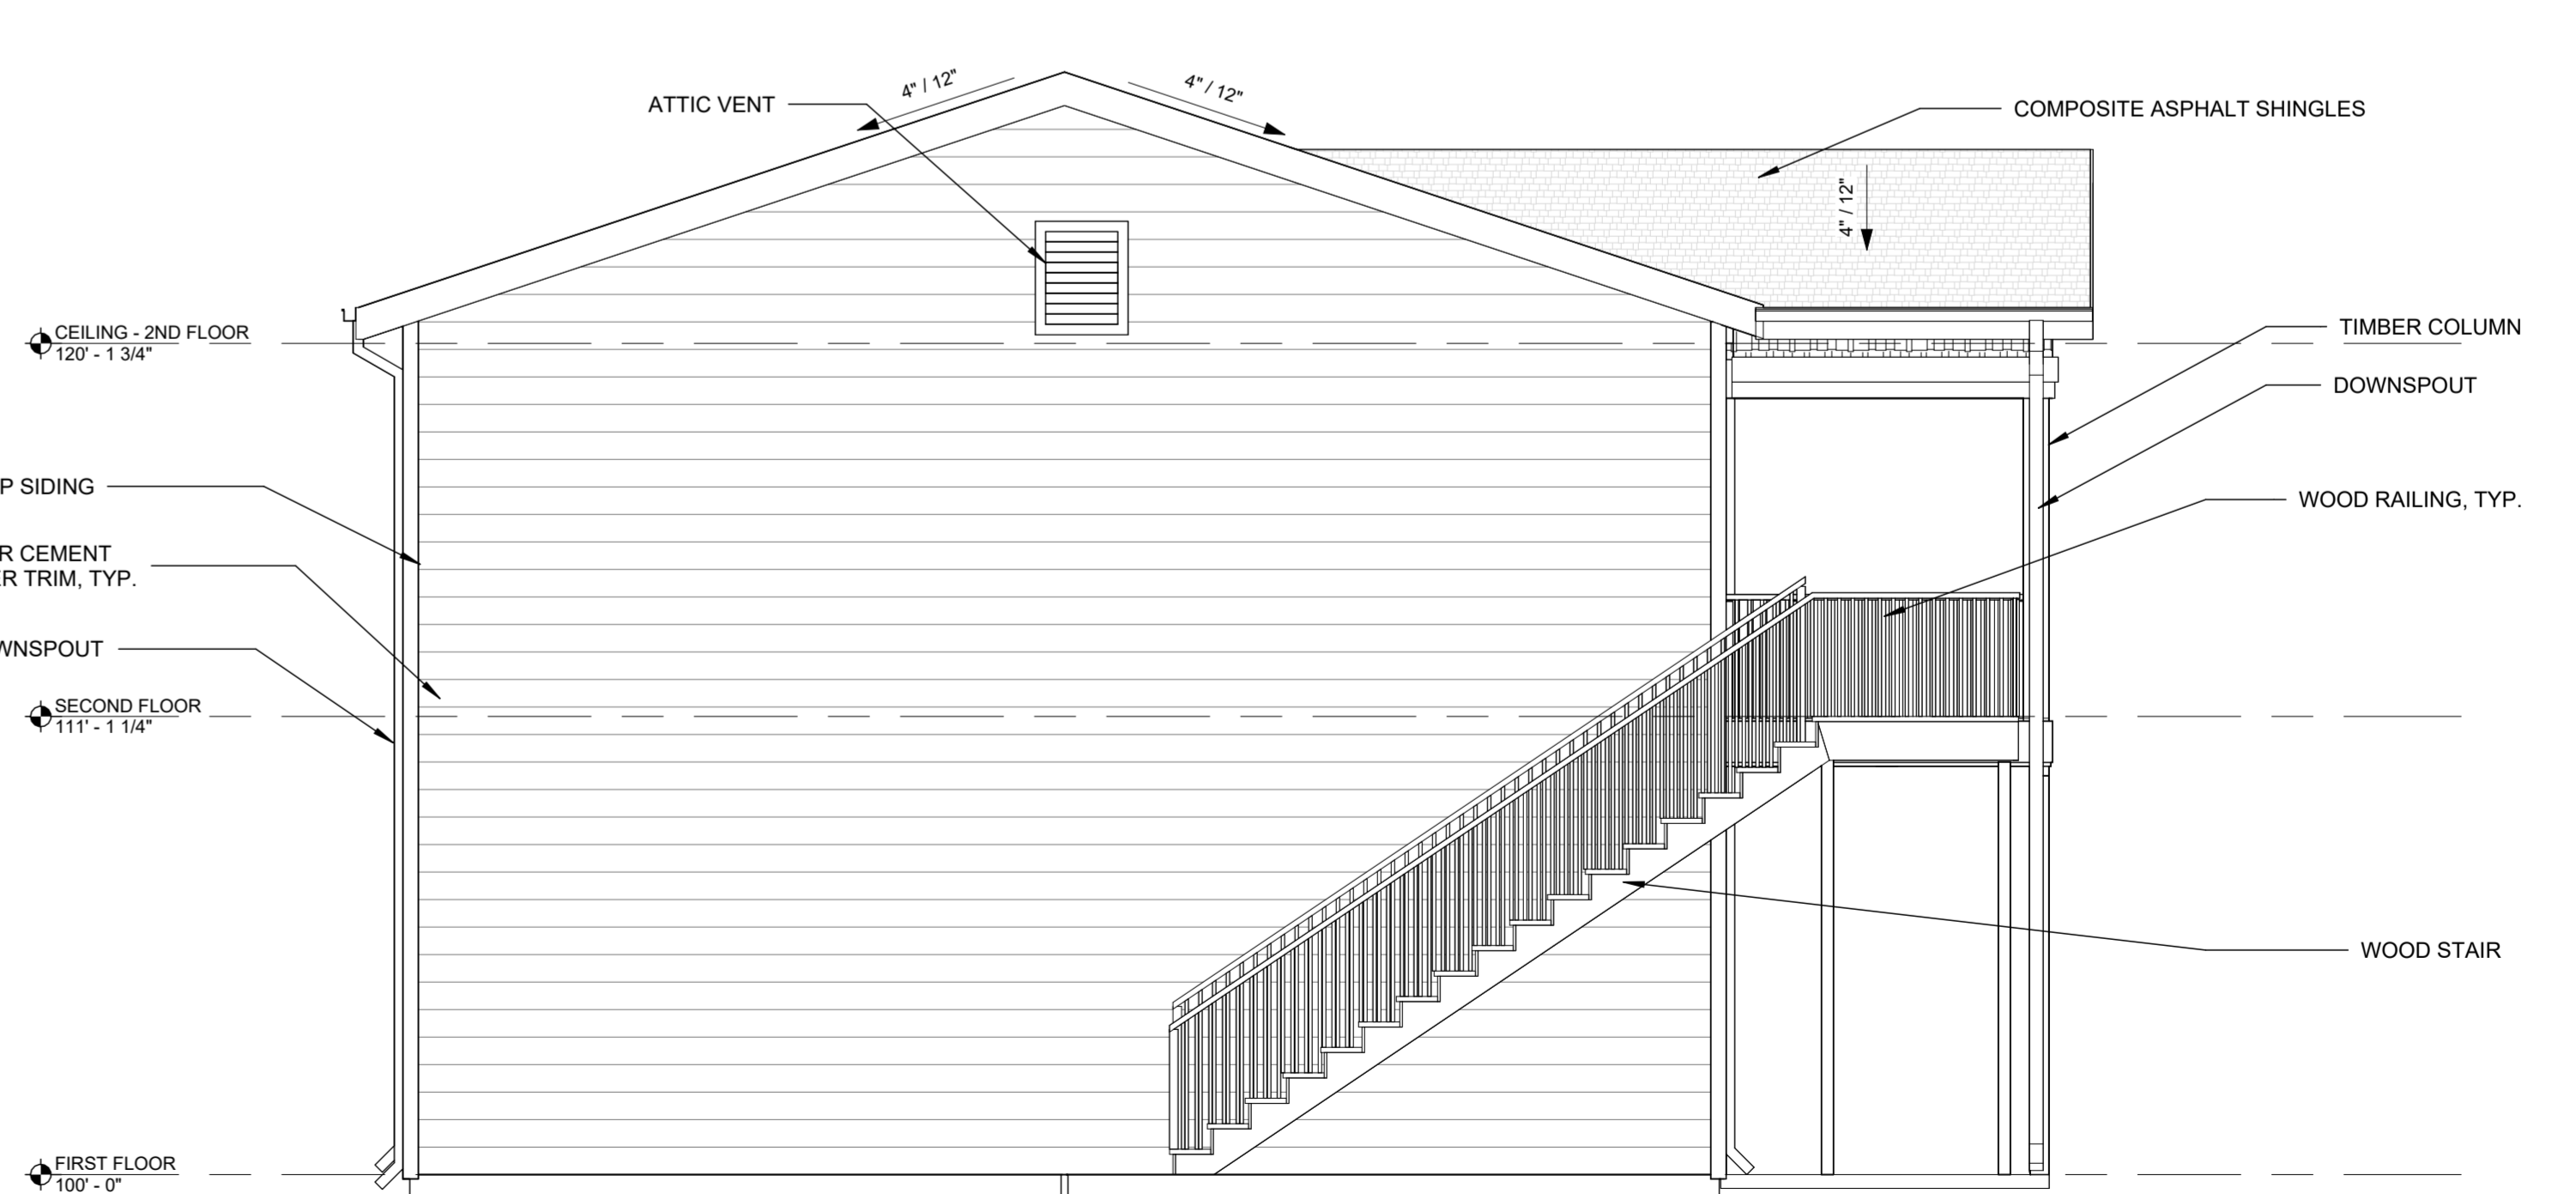 4" / 12"
4" / 12"
ATTIC VENT
COMPOSITE ASPHALT SHINGLES
4" / 12"
CEILING - 2ND FLOOR
120' - 1 3/4"
TIMBER COLUMN
DOWNSPOUT
P SIDING
WOOD RAILING, TYP.
R CEMENT
ER TRIM, TYP.
WNSPOUT
SECOND FLOOR
111' - 1 1/4"
WOOD STAIR
FIRST FLOOR
100' - 0"